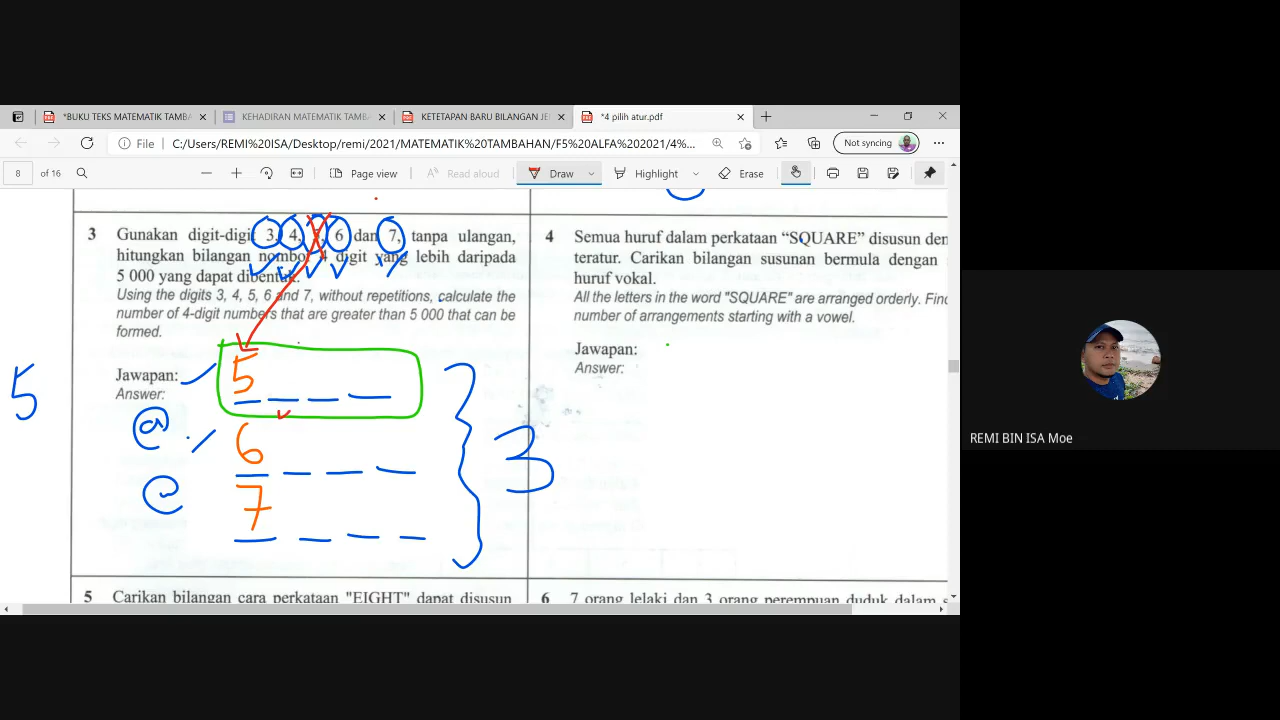 *BUKU TEKS MATEMATIK TAMBA
KEHADIRAN MATEMATIK TAMBA
KETETAPAN BARU BILANGAN JE
*4 pilih atur.pdf
File
C:/Users/REMI%20ISA/Desktop/remi/2021/MATEMATIK%20TAMBAHAN/F5%20ALFA%202021/4%...
Not syncing
8 of 16
Page view
Read aloud
Draw
Highlight
Erase
3 Gunakan digit-digit 3, 4, 5, 6 dan 7, tanpa ulangan,
hitungkan bilangan nombor 4 digit yang lebih daripada
5 000 yang dapat dibentuk.
Using the digits 3, 4, 5, 6 and 7, without repetitions, calculate the
number of 4-digit numbers that are greater than 5 000 that can be
formed.
Jawapan:
Answer:
5
5
@
6
@
7
3
4 Semua huruf dalam perkataan “SQUARE” disusun den
teratur. Carikan bilangan susunan bermula dengan
huruf vokal.
All the letters in the word "SQUARE" are arranged orderly. Find
number of arrangements starting with a vowel.
Jawapan:
Answer:
5 Carikan bilangan cara perkataan "EIGHT" dapat disusun
6 7 orang lelaki dan 3 orang perempuan duduk dalam s
REMI BIN ISA Moe